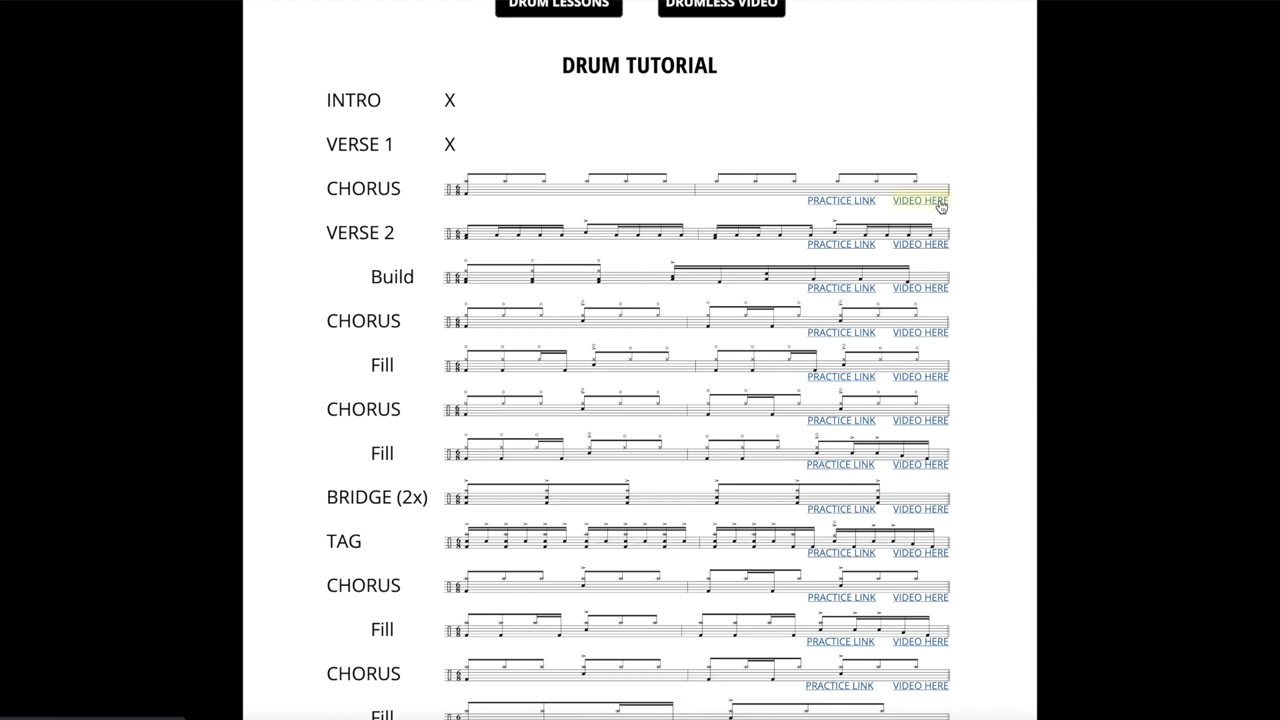 DRUM LESSONS DRUMLESS VIDEO
DRUM TUTORIAL
INTRO X
VERSE 1 X
CHORUS
PRACTICE LINK VIDEO HERE
VERSE 2
PRACTICE LINK VIDEO HERE
Build
PRACTICE LINK VIDEO HERE
CHORUS
PRACTICE LINK VIDEO HERE
Fill
PRACTICE LINK VIDEO HERE
CHORUS
PRACTICE LINK VIDEO HERE
Fill
PRACTICE LINK VIDEO HERE
BRIDGE (2x)
PRACTICE LINK VIDEO HERE
TAG
PRACTICE LINK VIDEO HERE
CHORUS
PRACTICE LINK VIDEO HERE
Fill
PRACTICE LINK VIDEO HERE
CHORUS
PRACTICE LINK VIDEO HERE
Fill